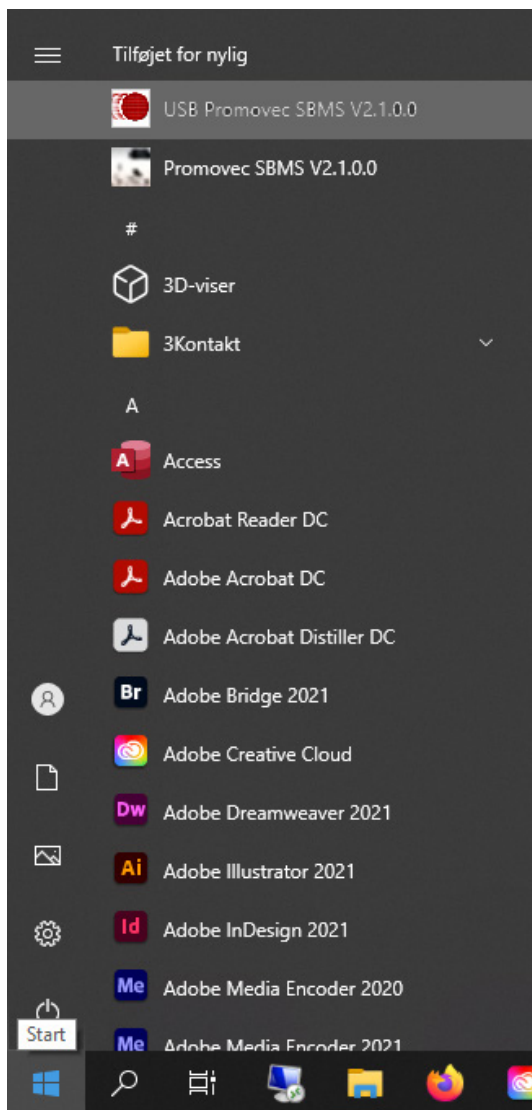 Tilføjet for nylig
USB Promovec SBMS V2.1.0.0
Promovec SBMS V2.1.0.0
#
3D-viser
3Kontakt
A
A Access
Acrobat Reader DC
Adobe Acrobat DC
Adobe Acrobat Distiller DC
Br Adobe Bridge 2021
Adobe Creative Cloud
Dw Adobe Dreamweaver 2021
Ai Adobe Illustrator 2021
Id Adobe InDesign 2021
Me Adobe Media Encoder 2020
Me Adobe Media Encoder 2021
Start